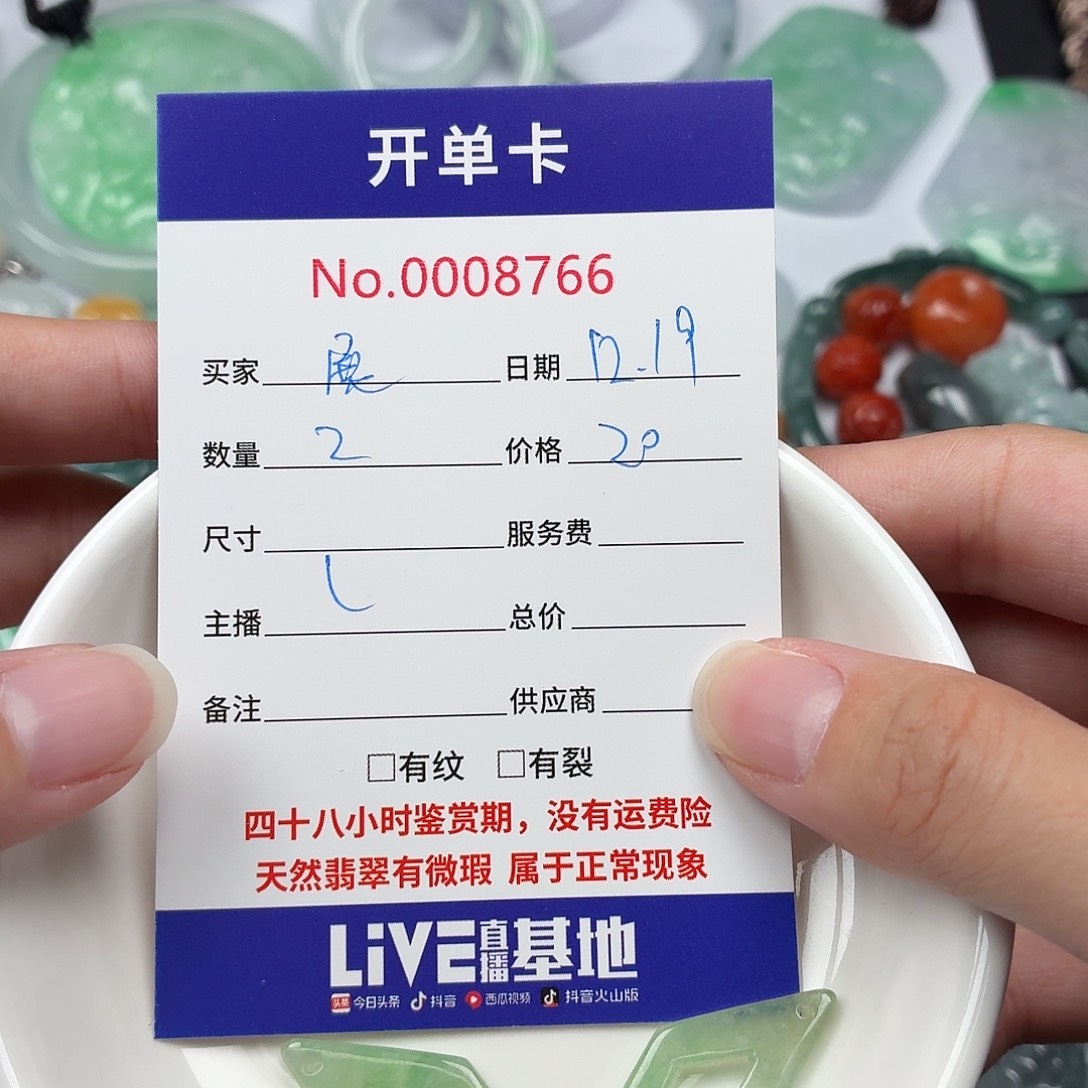 开单卡
No.0008766
买家 展 日期 12.19
数量 2 价格 20
尺寸 服务费
主播 L 总价
备注 供应商
□有纹 □有裂
四十八小时鉴赏期，没有运费险
天然翡翠有微瑕 属于正常现象
LiVE直播基地
头条 今日头条 抖音 西瓜视频 抖音火山版